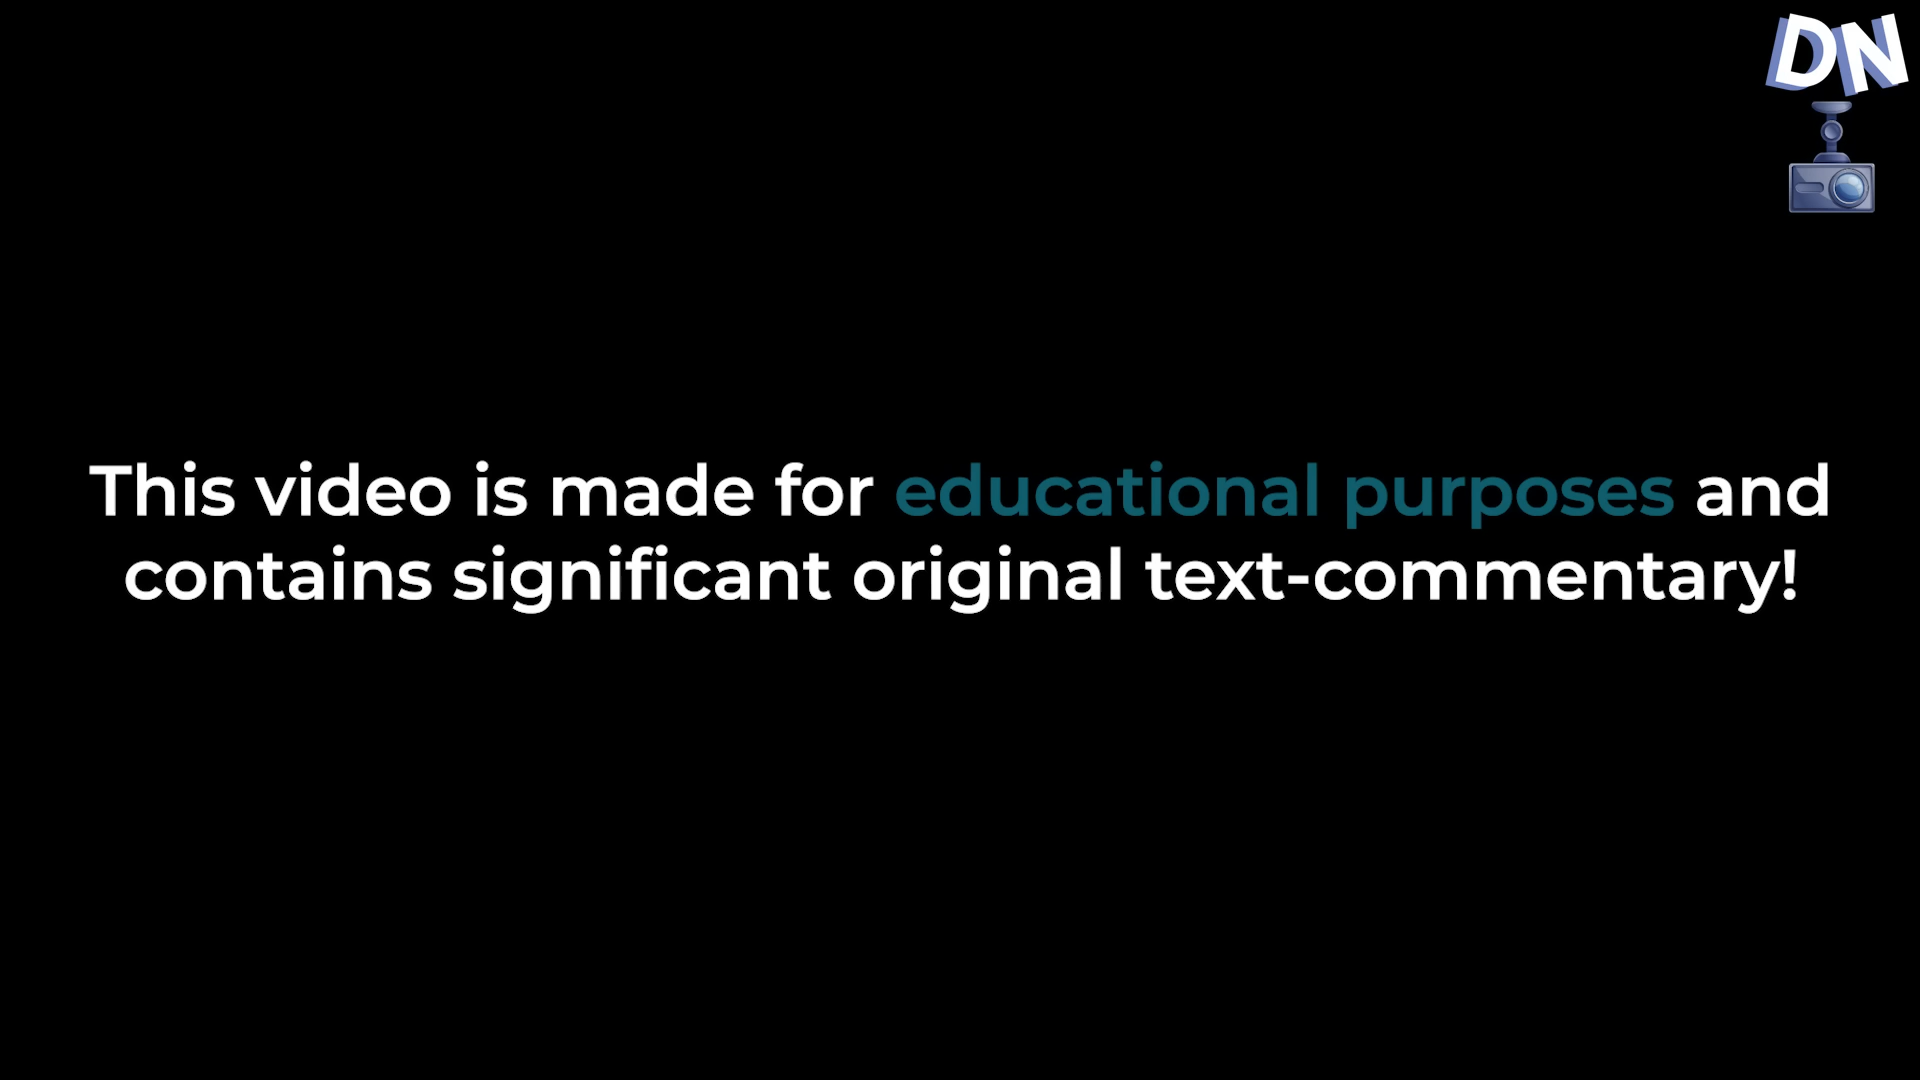 DN
This video is made for educational purposes and
contains significant original text-commentary!